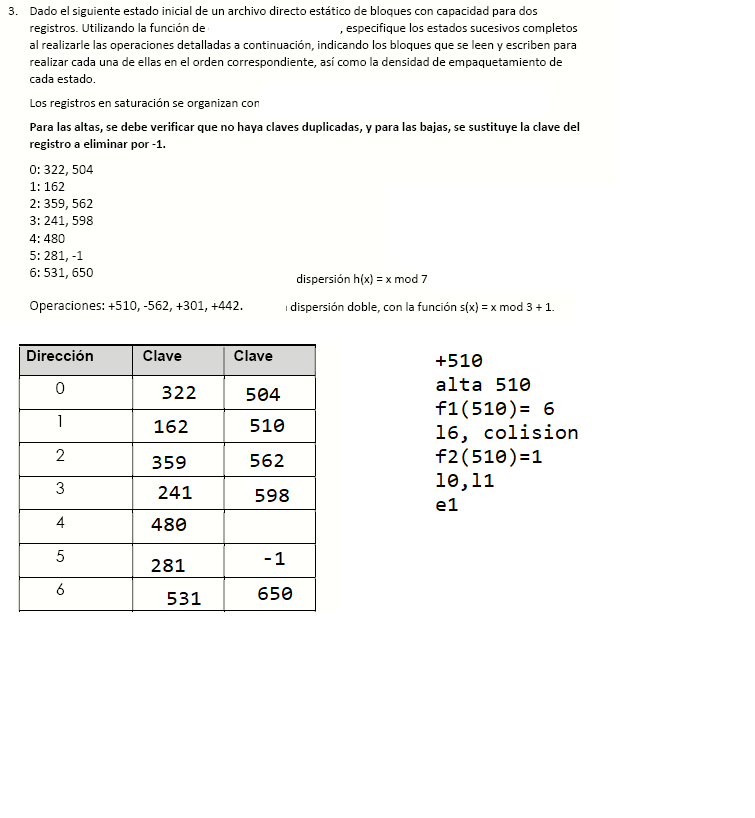 3. Dado el siguiente estado inicial de un archivo directo estático de bloques con capacidad para dos
registros. Utilizando la función de , especifique los estados sucesivos completos
al realizarle las operaciones detalladas a continuación, indicando los bloques que se leen y escriben para
realizar cada una de ellas en el orden correspondiente, así como la densidad de empaquetamiento de
cada estado.
Los registros en saturación se organizan con
Para las altas, se debe verificar que no haya claves duplicadas, y para las bajas, se sustituye la clave del
registro a eliminar por -1.
0: 322, 504
1: 162
2: 359, 562
3: 241, 598
4: 480
5: 281, -1
6: 531, 650
dispersión h(x) = x mod 7
Operaciones: +510, -562, +301, +442.
dispersión doble, con la función s(x) = x mod 3 + 1.
Dirección Clave Clave
0 322 504
1 162 510
2 359 562
3 241 598
4 480
5 281 -1
6 531 650
+510
alta 510
f1(510)= 6
l6, colision
f2(510)=1
l0,l1
e1